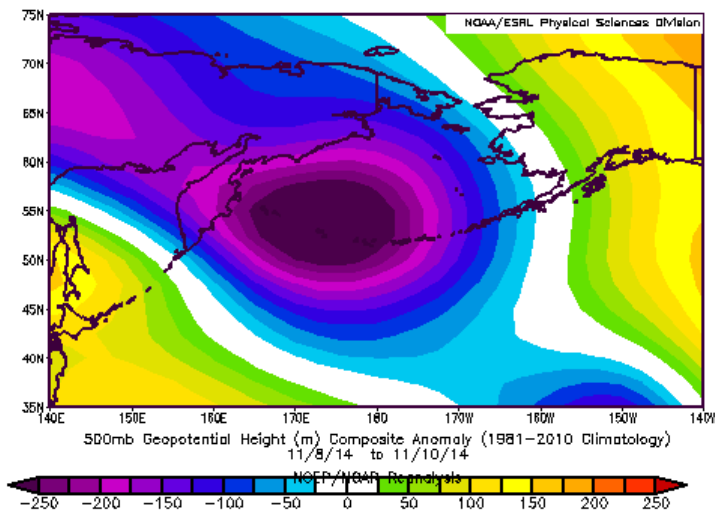 NOAA/ESRL Physical Sciences Division
75N
70N
65N
60N
55N
50N
45N
40N
35N
140E 150E 160E 170E 180 170W 160W 150W 140W
500mb Geopotential Height (m) Composite Anomaly (1981-2010 Climatology)
11/8/14 to 11/10/14
NCEP/NCAR Reanalysis
-250 -200 -150 -100 -50 0 50 100 150 200 250